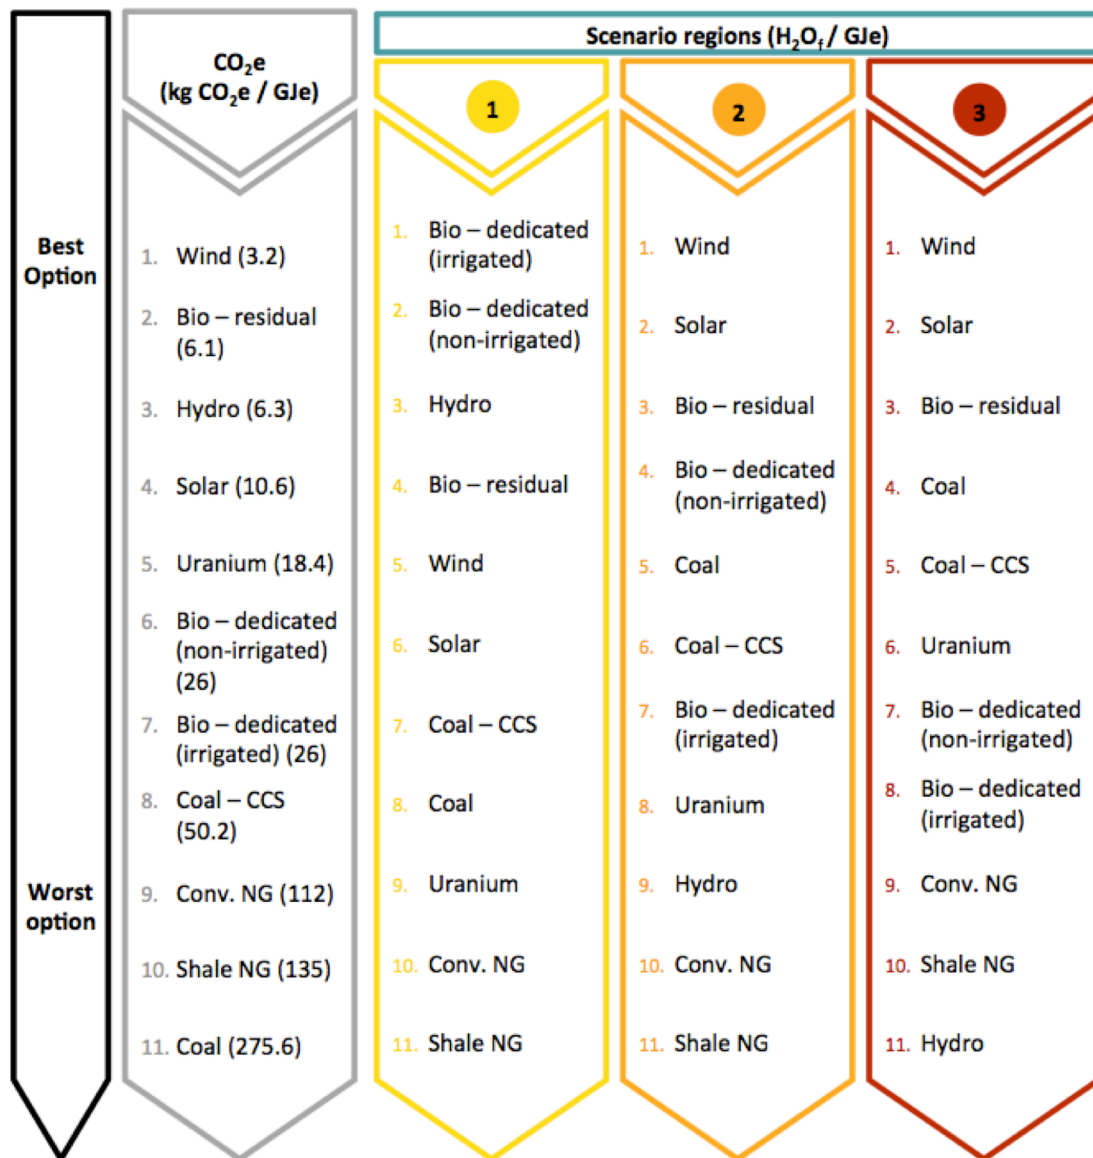 CO₂e
(kg CO₂e / GJe)
Scenario regions (H₂O_f / GJe)
1
2
3
Best
Option
Worst
option
1. Wind (3.2)
2. Bio – residual
(6.1)
3. Hydro (6.3)
4. Solar (10.6)
5. Uranium (18.4)
6. Bio – dedicated
(non-irrigated)
(26)
7. Bio – dedicated
(irrigated) (26)
8. Coal – CCS
(50.2)
9. Conv. NG (112)
10. Shale NG (135)
11. Coal (275.6)
1. Bio – dedicated
(irrigated)
2. Bio – dedicated
(non-irrigated)
3. Hydro
4. Bio – residual
5. Wind
6. Solar
7. Coal – CCS
8. Coal
9. Uranium
10. Conv. NG
11. Shale NG
1. Wind
2. Solar
3. Bio – residual
4. Bio – dedicated
(non-irrigated)
5. Coal
6. Coal – CCS
7. Bio – dedicated
(irrigated)
8. Uranium
9. Hydro
10. Conv. NG
11. Shale NG
1. Wind
2. Solar
3. Bio – residual
4. Coal
5. Coal – CCS
6. Uranium
7. Bio – dedicated
(non-irrigated)
8. Bio – dedicated
(irrigated)
9. Conv. NG
10. Shale NG
11. Hydro